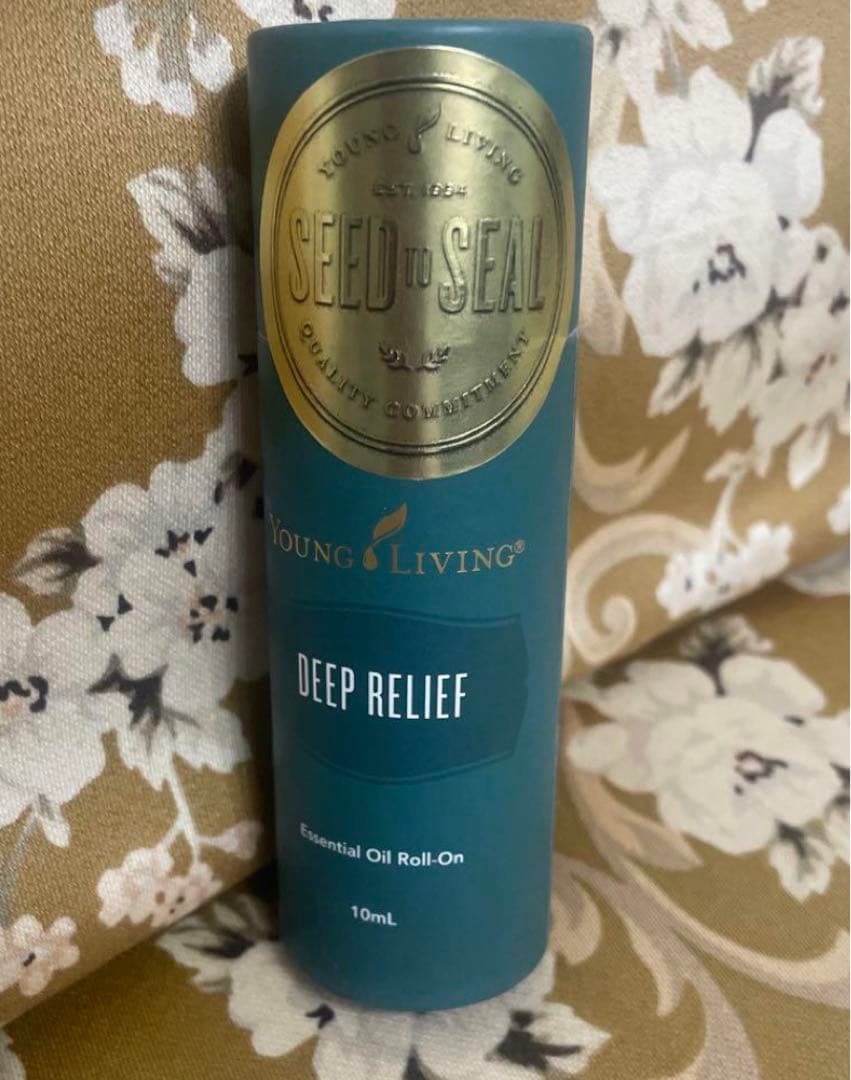 YOUNG LIVING
EST. 1994
SEED TO SEAL
QUALITY COMMITMENT
YOUNG LIVING®
DEEP RELIEF
Essential Oil Roll-On
10mL